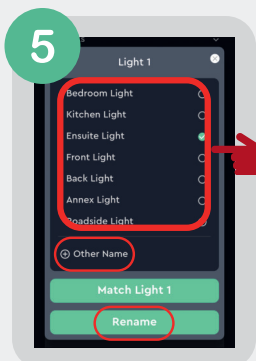 5
Light 1
Bedroom Light
Kitchen Light
Ensuite Light
Front Light
Back Light
Annex Light
Roadside Light
Other Name
Match Light 1
Rename